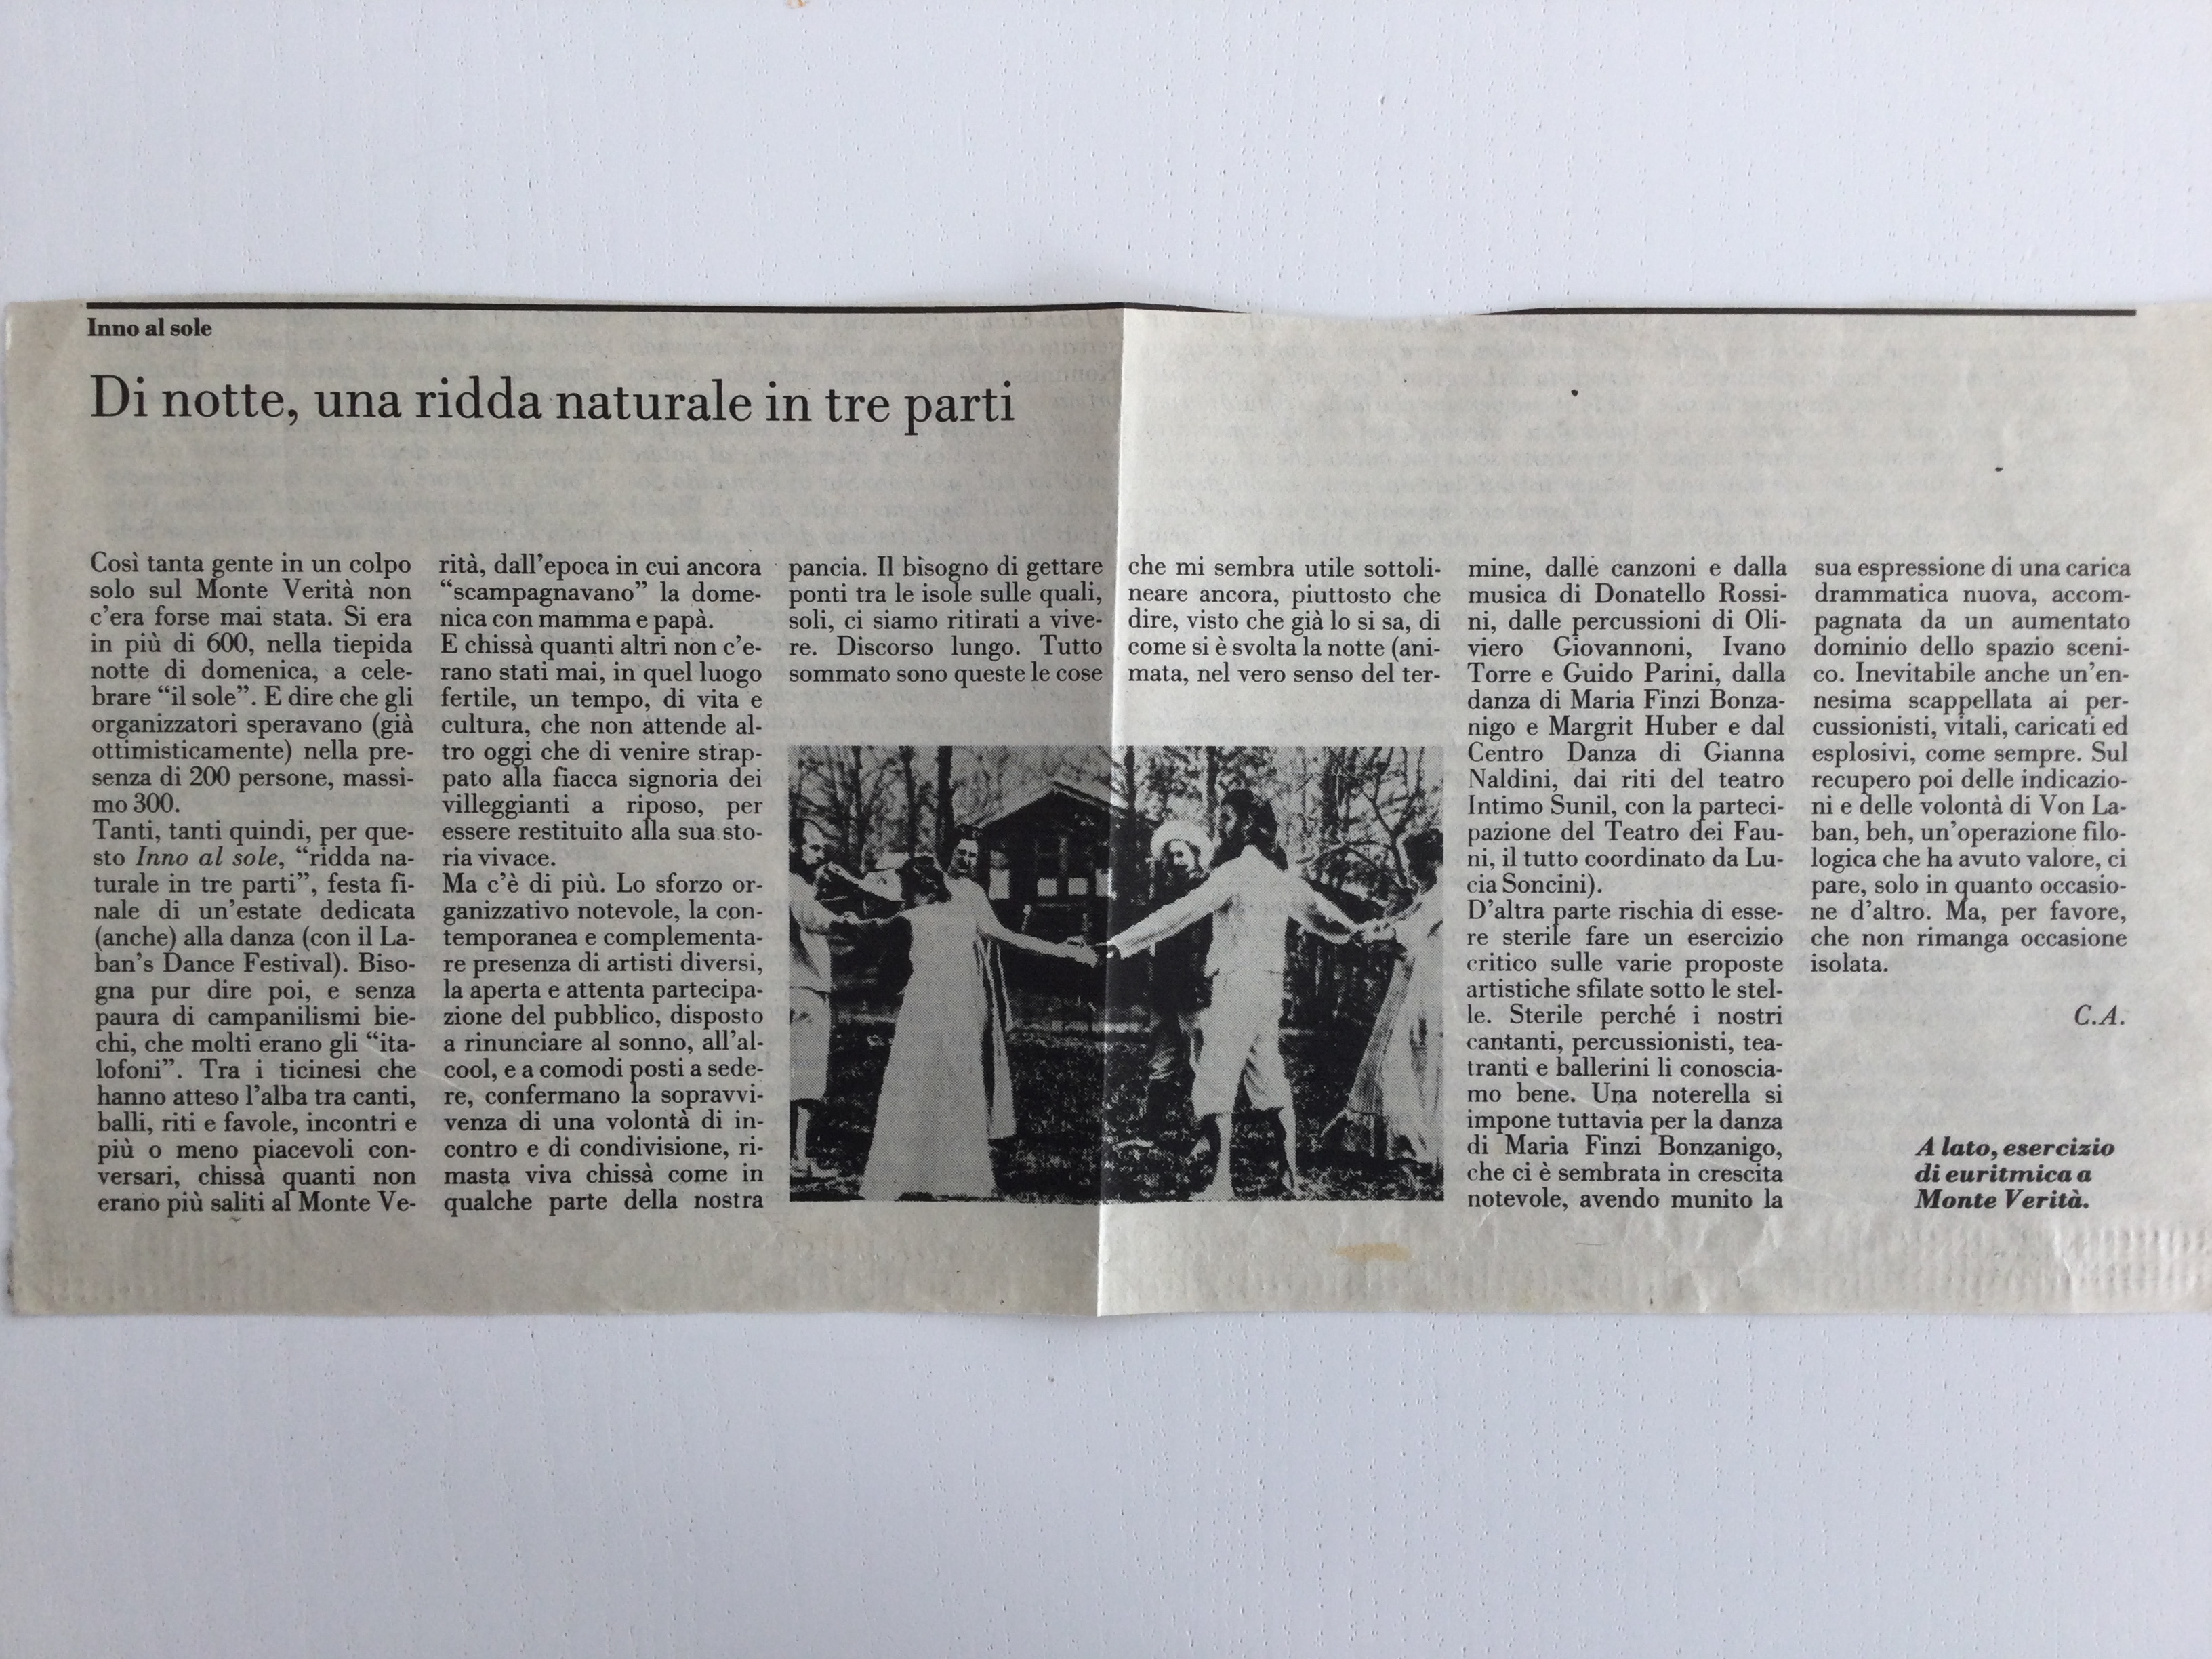 Inno al sole
Di notte, una ridda naturale in tre parti
Così tanta gente in un colpo
solo sul Monte Verità non
c'era forse mai stata. Si era
in più di 600, nella tiepida
notte di domenica, a cele-
brare “il sole”. E dire che gli
organizzatori speravano (già
ottimisticamente) nella pre-
senza di 200 persone, massi-
mo 300.
Tanti, tanti quindi, per que-
sto Inno al sole, “ridda na-
turale in tre parti”, festa fi-
nale di un'estate dedicata
(anche) alla danza (con il La-
ban's Dance Festival). Biso-
gna pur dire poi, e senza
paura di campanilismi bie-
chi, che molti erano gli “ita-
lofoni”. Tra i ticinesi che
hanno atteso l'alba tra canti,
balli, riti e favole, incontri e
più o meno piacevoli con-
versari, chissà quanti non
erano più saliti al Monte Ve-
rità, dall'epoca in cui ancora
“scampagnavano” la dome-
nica con mamma e papà.
E chissà quanti altri non c'e-
rano stati mai, in quel luogo
fertile, un tempo, di vita e
cultura, che non attende al-
tro oggi che di venire strap-
pato alla fiacca signoria dei
villeggianti a riposo, per
essere restituito alla sua sto-
ria vivace.
Ma c'è di più. Lo sforzo or-
ganizzativo notevole, la con-
temporanea e complementa-
re presenza di artisti diversi,
la aperta e attenta partecipa-
zione del pubblico, disposto
a rinunciare al sonno, all'al-
cool, e a comodi posti a sede-
re, confermano la sopravvi-
venza di una volontà di in-
contro e di condivisione, ri-
masta viva chissà come in
qualche parte della nostra
pancia. Il bisogno di gettare
ponti tra le isole sulle quali,
soli, ci siamo ritirati a vive-
re. Discorso lungo. Tutto
sommato sono queste le cose
che mi sembra utile sottoli-
neare ancora, piuttosto che
dire, visto che già lo si sa, di
come si è svolta la notte (ani-
mata, nel vero senso del ter-
mine, dalle canzoni e dalla
musica di Donatello Rossi-
ni, dalle percussioni di Oli-
viero Giovannoni, Ivano
Torre e Guido Parini, dalla
danza di Maria Finzi Bonza-
nigo e Margrit Huber e dal
Centro Danza di Gianna
Naldini, dai riti del teatro
Intimo Sunil, con la parteci-
pazione del Teatro dei Fau-
ni, il tutto coordinato da Lu-
cia Soncini).
D'altra parte rischia di esse-
re sterile fare un esercizio
critico sulle varie proposte
artistiche sfilate sotto le stel-
le. Sterile perché i nostri
cantanti, percussionisti, tea-
tranti e ballerini li conoscia-
mo bene. Una noterella si
impone tuttavia per la danza
di Maria Finzi Bonzanigo,
che ci è sembrata in crescita
notevole, avendo munito la
sua espressione di una carica
drammatica nuova, accom-
pagnata da un aumentato
dominio dello spazio sceni-
co. Inevitabile anche un'en-
nesima scappellata ai per-
cussionisti, vitali, caricati ed
esplosivi, come sempre. Sul
recupero poi delle indicazio-
ni e delle volontà di Von La-
ban, beh, un'operazione filo-
logica che ha avuto valore, ci
pare, solo in quanto occasio-
ne d'altro. Ma, per favore,
che non rimanga occasione
isolata.
C.A.
A lato, esercizio
di euritmica a
Monte Verità.